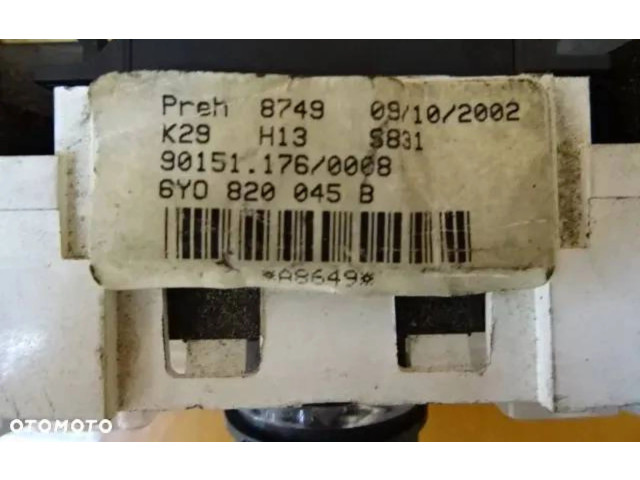 Preh 8749 09/10/2002
K29 H13 S831
90151.176/0008
6Y0 820 045 B
*A8649*
OTOMOTO